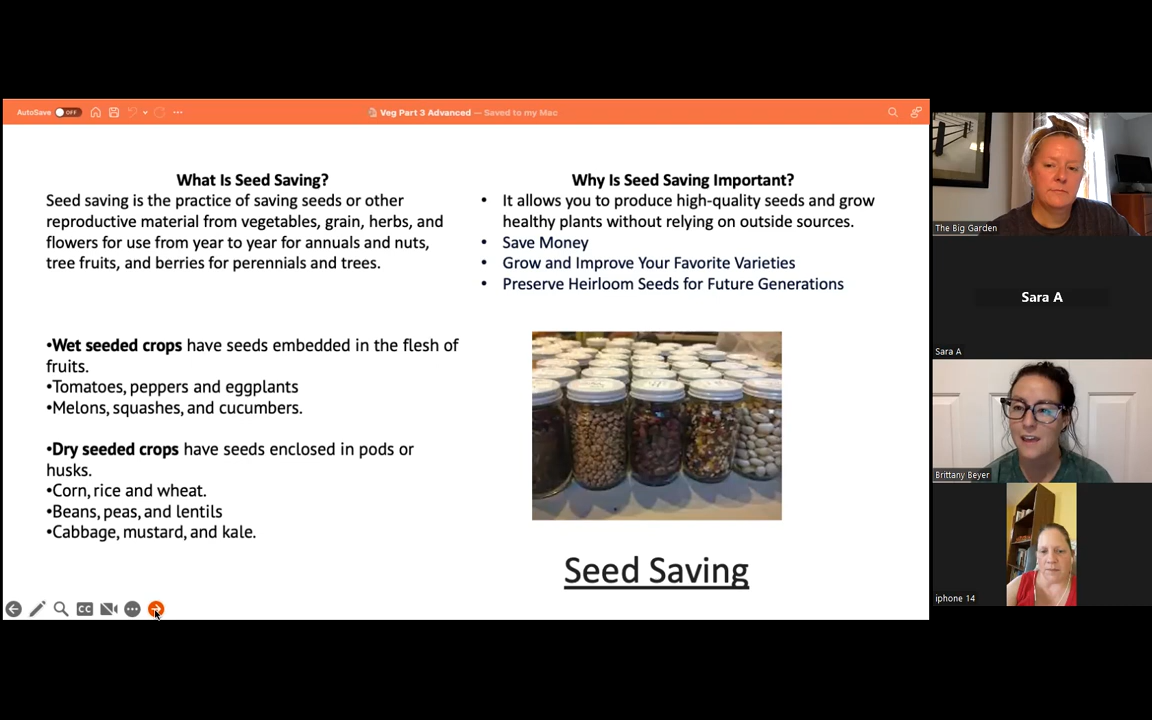 AutoSave OFF
Veg Part 3 Advanced — Saved to my Mac
What Is Seed Saving?
Seed saving is the practice of saving seeds or other
reproductive material from vegetables, grain, herbs, and
flowers for use from year to year for annuals and nuts,
tree fruits, and berries for perennials and trees.
Why Is Seed Saving Important?
• It allows you to produce high-quality seeds and grow
healthy plants without relying on outside sources.
• Save Money
• Grow and Improve Your Favorite Varieties
• Preserve Heirloom Seeds for Future Generations
•Wet seeded crops have seeds embedded in the flesh of
fruits.
•Tomatoes, peppers and eggplants
•Melons, squashes, and cucumbers.
•Dry seeded crops have seeds enclosed in pods or
husks.
•Corn, rice and wheat.
•Beans, peas, and lentils
•Cabbage, mustard, and kale.
Seed Saving
CC
The Big Garden
Sara A
Sara A
Brittany Beyer
iphone 14